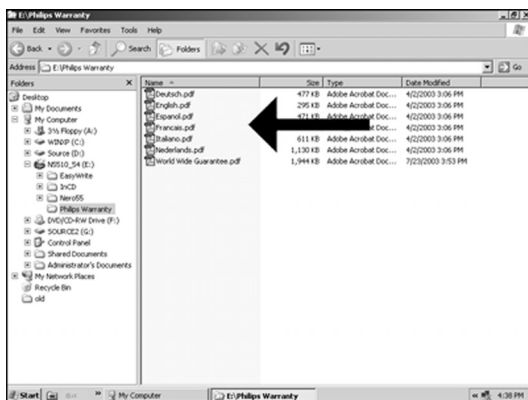 E:\Philips Warranty
File Edit View Favorites Tools Help
Back Search Folders
Address E:\Philips Warranty Go
Folders Name Size Type Date Modified
Desktop
My Documents
My Computer
3½ Floppy (A:)
WINXP (C:)
Source (D:)
N5510_54 (E:)
EasyWrite
InCD
Nero55
Philips Warranty
DVD/CD-RW Drive (F:)
SOURCE2 (G:)
Control Panel
Shared Documents
Administrator's Documents
My Network Places
Recycle Bin
old
Deutsch.pdf 477 KB Adobe Acrobat Doc... 4/2/2003 3:06 PM
English.pdf 295 KB Adobe Acrobat Doc... 4/2/2003 3:06 PM
Espanol.pdf 471 KB Adobe Acrobat Doc... 4/2/2003 3:06 PM
Francais.pdf Doc... 4/2/2003 3:06 PM
Italiano.pdf 611 KB Adobe Acrobat Doc... 4/2/2003 3:06 PM
Nederlands.pdf 1,130 KB Adobe Acrobat Doc... 4/2/2003 3:06 PM
World Wide Guarantee.pdf 1,944 KB Adobe Acrobat Doc... 7/23/2003 3:53 PM
Start My Computer E:\Philips Warranty 4:38 PM